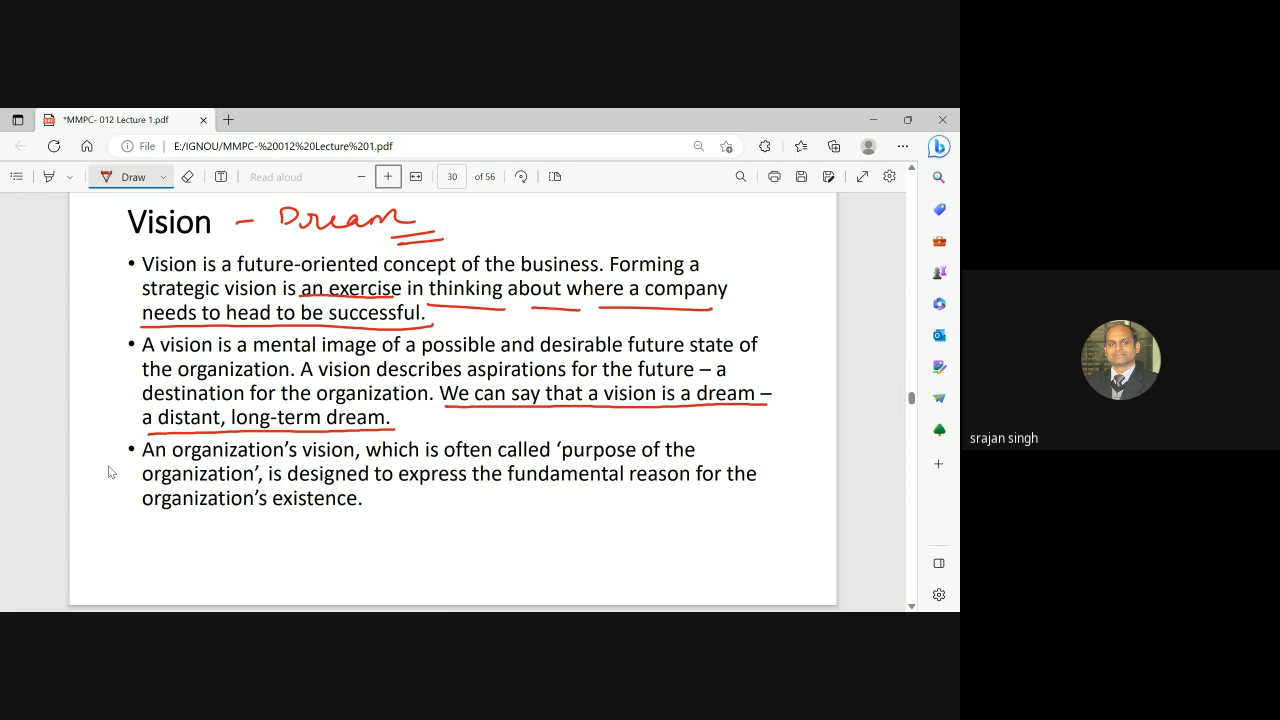 *MMPC- 012 Lecture 1.pdf
File E:/IGNOU/MMPC-%20012%20Lecture%201.pdf
Draw Read aloud 30 of 56
Vision - Dream
• Vision is a future-oriented concept of the business. Forming a
strategic vision is an exercise in thinking about where a company
needs to head to be successful.
• A vision is a mental image of a possible and desirable future state of
the organization. A vision describes aspirations for the future – a
destination for the organization. We can say that a vision is a dream –
a distant, long-term dream.
• An organization’s vision, which is often called ‘purpose of the
organization’, is designed to express the fundamental reason for the
organization’s existence.
srajan singh